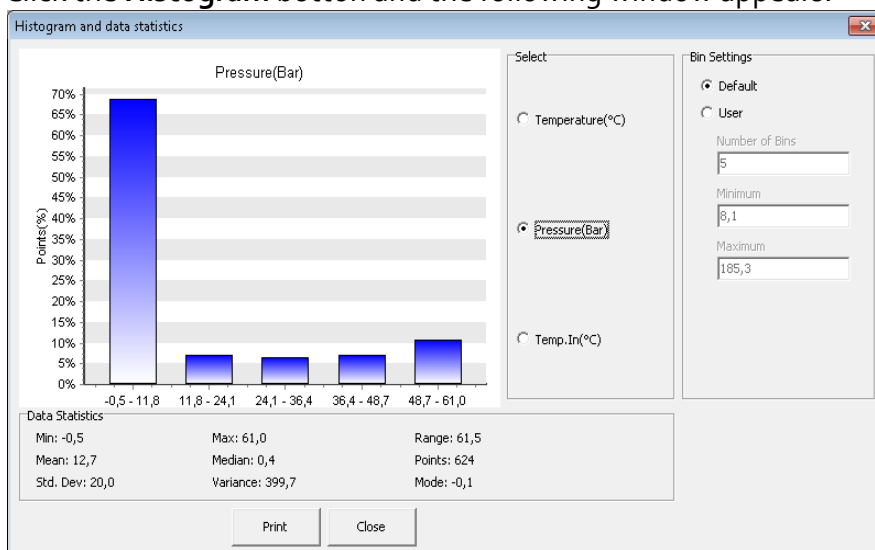 Click the Histogram button and the following window appears:
Histogram and data statistics
Pressure(Bar)
Points(%)
70%
65%
60%
55%
50%
45%
40%
35%
30%
25%
20%
15%
10%
5%
0%
-0,5 - 11,8 11,8 - 24,1 24,1 - 36,4 36,4 - 48,7 48,7 - 61,0
Select
Temperature(°C)
Pressure(Bar)
Temp.In(°C)
Bin Settings
Default
User
Number of Bins
5
Minimum
8,1
Maximum
185,3
Data Statistics
Min: -0,5 Max: 61,0 Range: 61,5
Mean: 12,7 Median: 0,4 Points: 624
Std. Dev: 20,0 Variance: 399,7 Mode: -0,1
Print Close